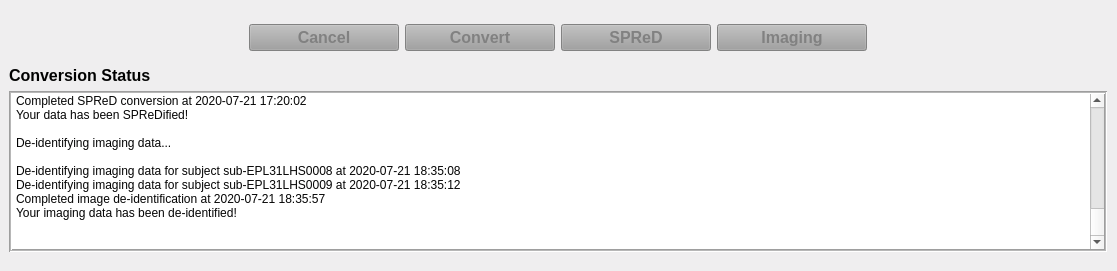 Cancel Convert SPReD Imaging
Conversion Status
Completed SPReD conversion at 2020-07-21 17:20:02
Your data has been SPReDified!
De-identifying imaging data...
De-identifying imaging data for subject sub-EPL31LHS0008 at 2020-07-21 18:35:08
De-identifying imaging data for subject sub-EPL31LHS0009 at 2020-07-21 18:35:12
Completed image de-identification at 2020-07-21 18:35:57
Your imaging data has been de-identified!